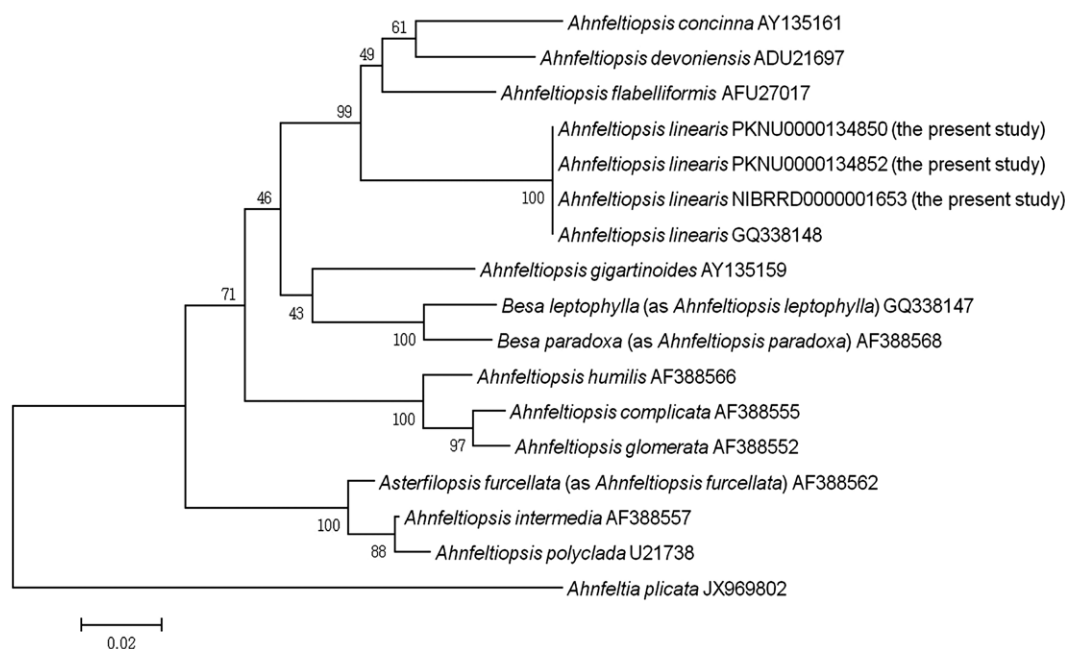 Ahnfeltiopsis concinna AY135161
61
Ahnfeltiopsis devoniensis ADU21697
49
Ahnfeltiopsis flabelliformis AFU27017
99
Ahnfeltiopsis linearis PKNU0000134850 (the present study)
Ahnfeltiopsis linearis PKNU0000134852 (the present study)
46
100
Ahnfeltiopsis linearis NIBRRD0000001653 (the present study)
Ahnfeltiopsis linearis GQ338148
Ahnfeltiopsis gigartinoides AY135159
71
43
Besa leptophylla (as Ahnfeltiopsis leptophylla) GQ338147
100
Besa paradoxa (as Ahnfeltiopsis paradoxa) AF388568
Ahnfeltiopsis humilis AF388566
100
Ahnfeltiopsis complicata AF388555
97
Ahnfeltiopsis glomerata AF388552
Asterfilopsis furcellata (as Ahnfeltiopsis furcellata) AF388562
100
Ahnfeltiopsis intermedia AF388557
88
Ahnfeltiopsis polyclada U21738
Ahnfeltia plicata JX969802
0.02